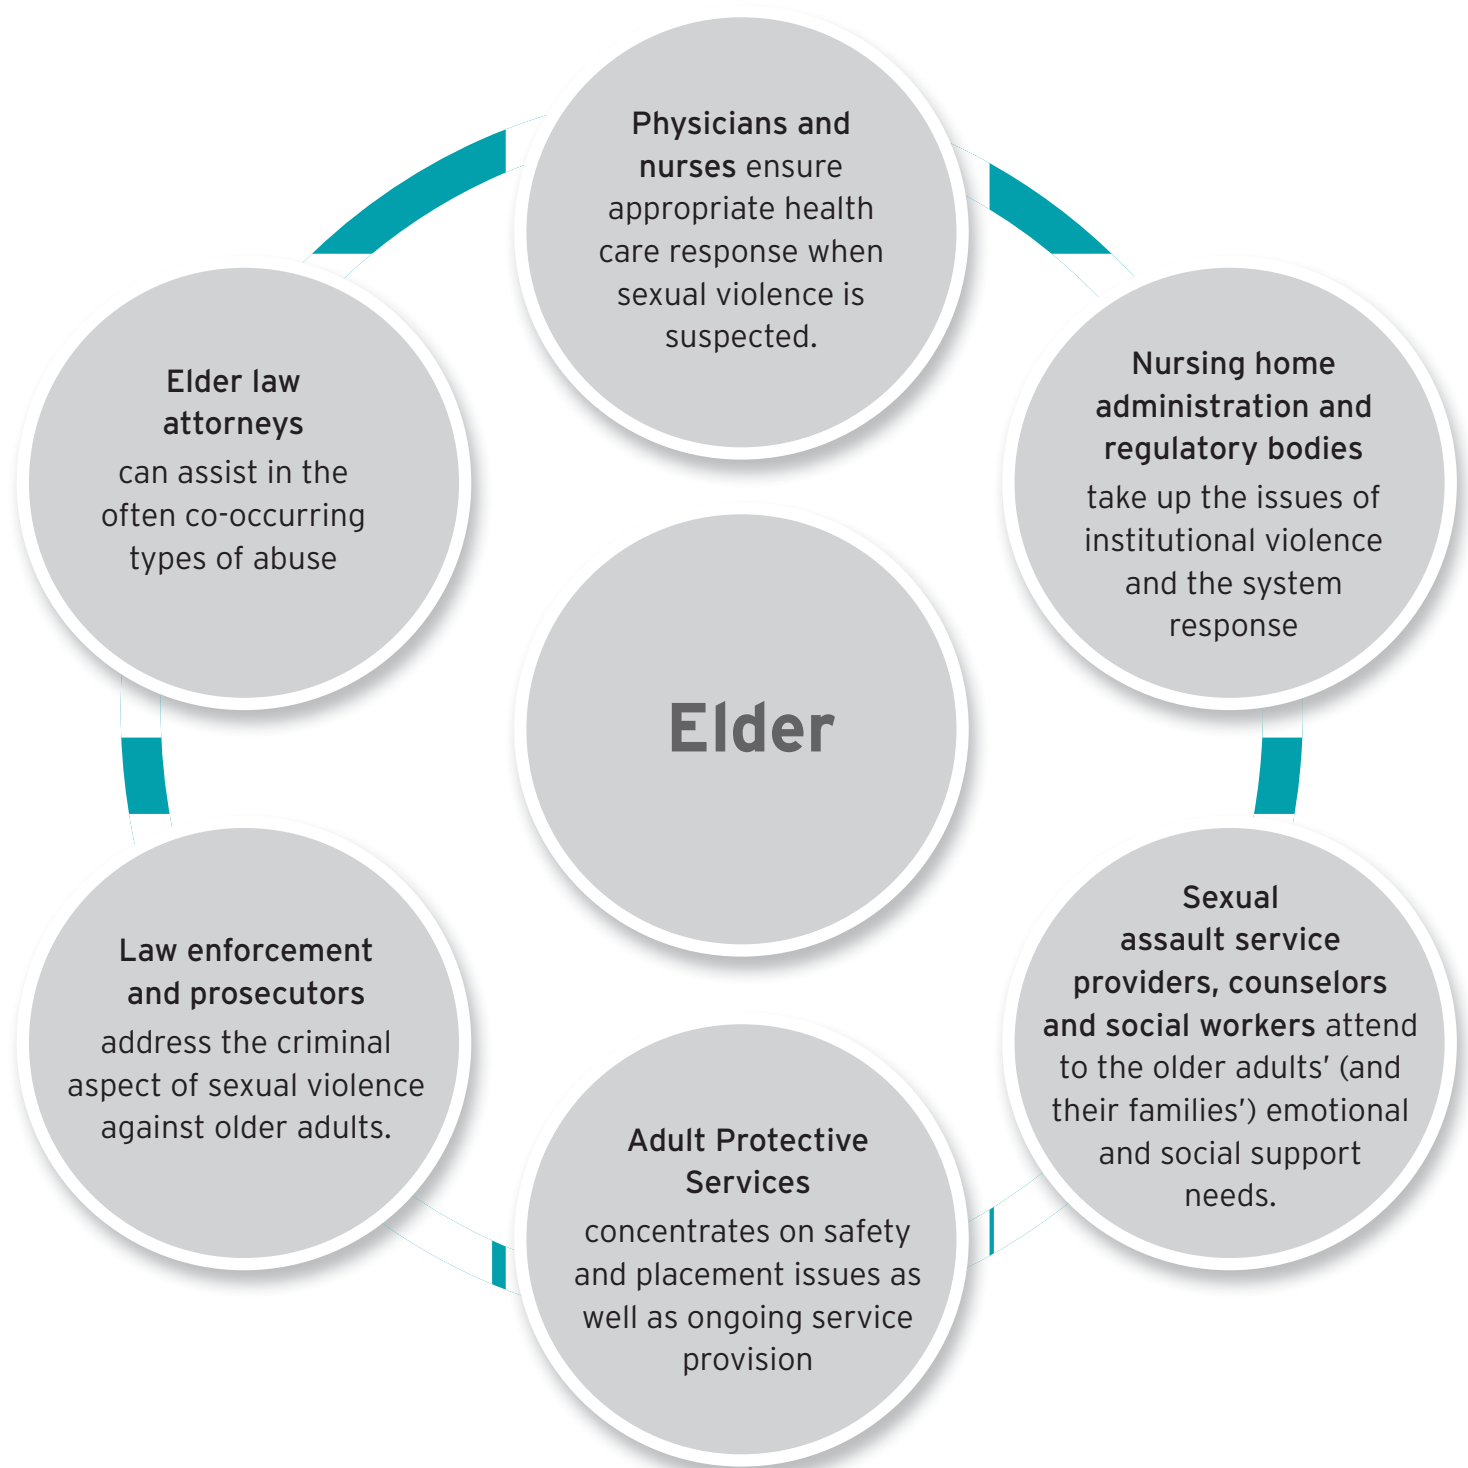 Physicians and
nurses ensure
appropriate health
care response when
sexual violence is
suspected.
Nursing home
administration and
regulatory bodies
take up the issues of
institutional violence
and the system
response
Sexual
assault service
providers, counselors
and social workers attend
to the older adults’ (and
their families’) emotional
and social support
needs.
Adult Protective
Services
concentrates on safety
and placement issues as
well as ongoing service
provision
Law enforcement
and prosecutors
address the criminal
aspect of sexual violence
against older adults.
Elder law
attorneys
can assist in the
often co-occurring
types of abuse
Elder